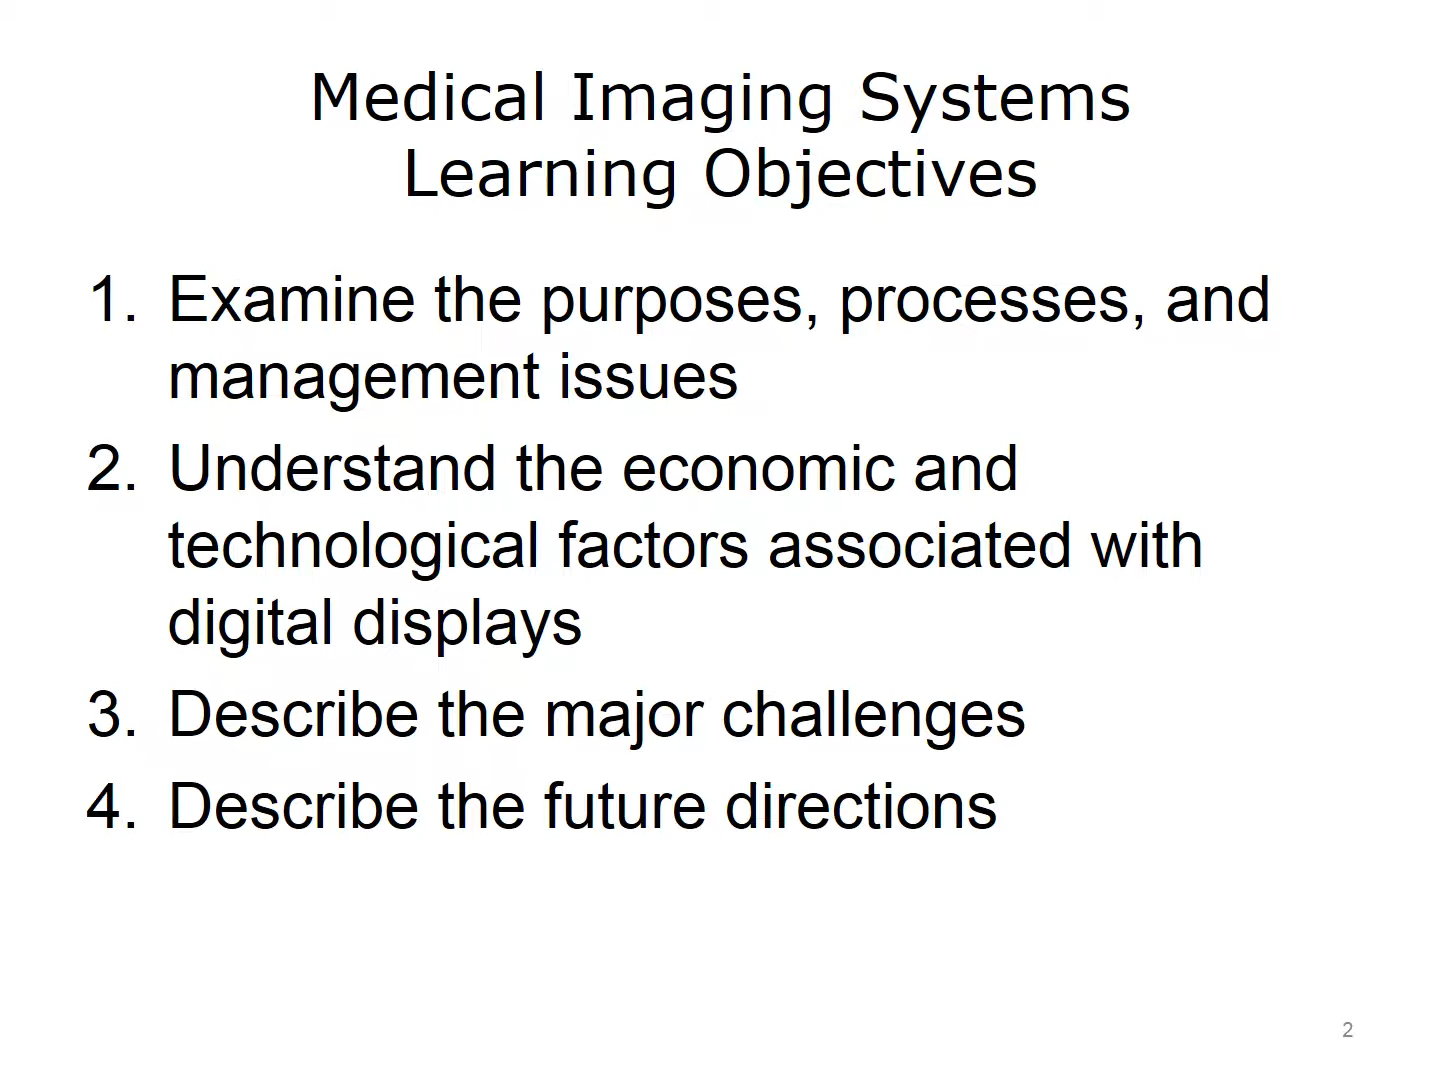 Medical Imaging Systems
Learning Objectives
1. Examine the purposes, processes, and
management issues
2. Understand the economic and
technological factors associated with
digital displays
3. Describe the major challenges
4. Describe the future directions
2